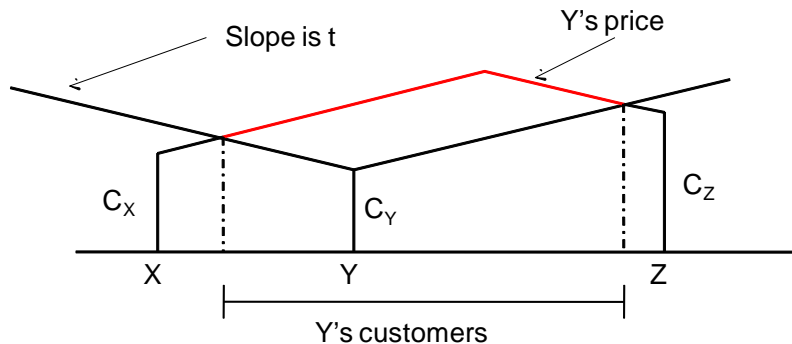 Slope is t
Y's price
C_X
C_Y
C_Z
X
Y
Z
Y's customers